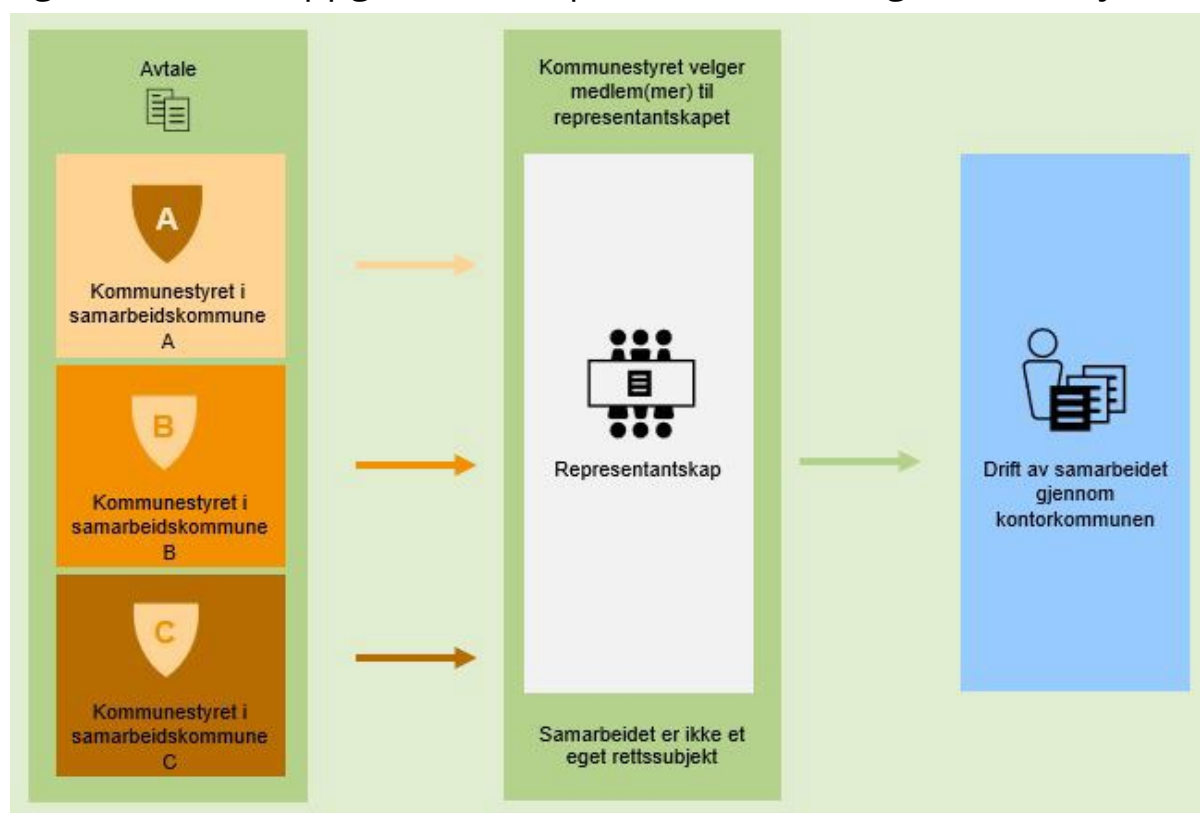 Avtale
A
Kommunestyret i
samarbeidskommune
A
B
Kommunestyret i
samarbeidskommune
B
C
Kommunestyret i
samarbeidskommune
C
Kommunestyret velger
medlem(mer) til
representantskapet
Representantskap
Samarbeidet er ikke et
eget rettssubjekt
Drift av samarbeidet
gjennom
kontorkommunen